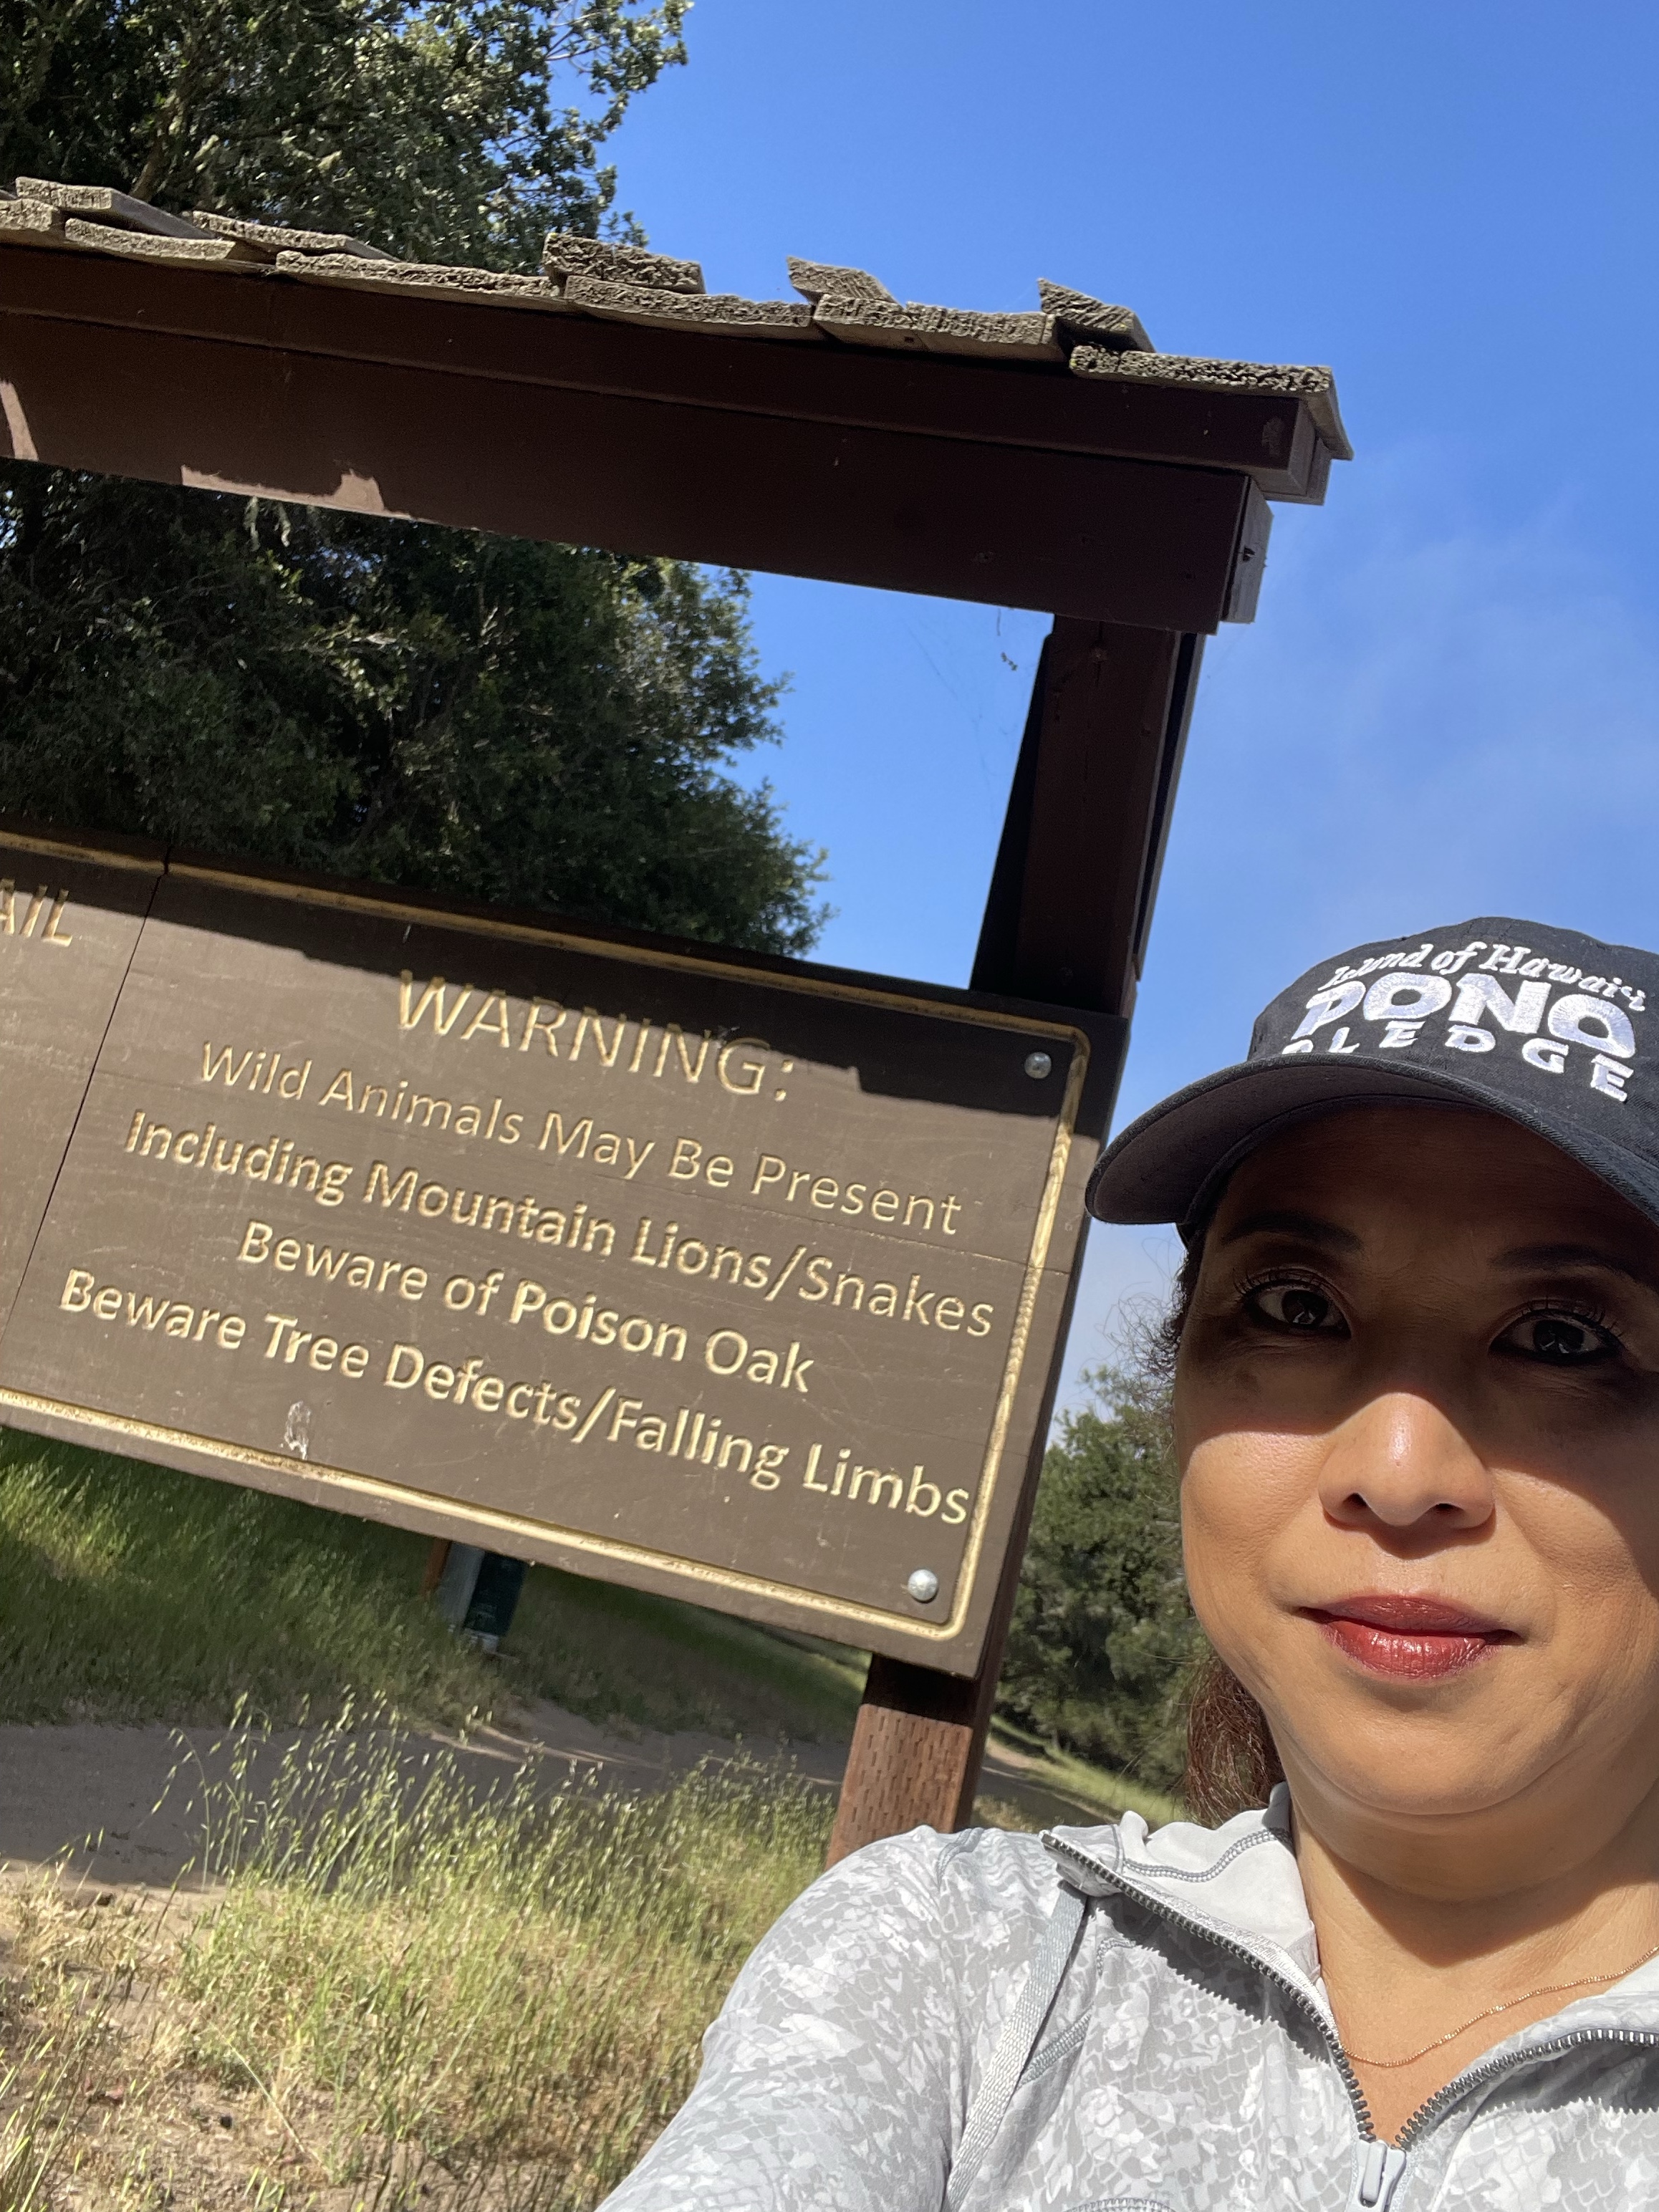 WARNING:
Wild Animals May Be Present
Including Mountain Lions/Snakes
Beware of Poison Oak
Beware Tree Defects/Falling Limbs
AIL
Island of Hawai‘i
PONO
PLEDGE